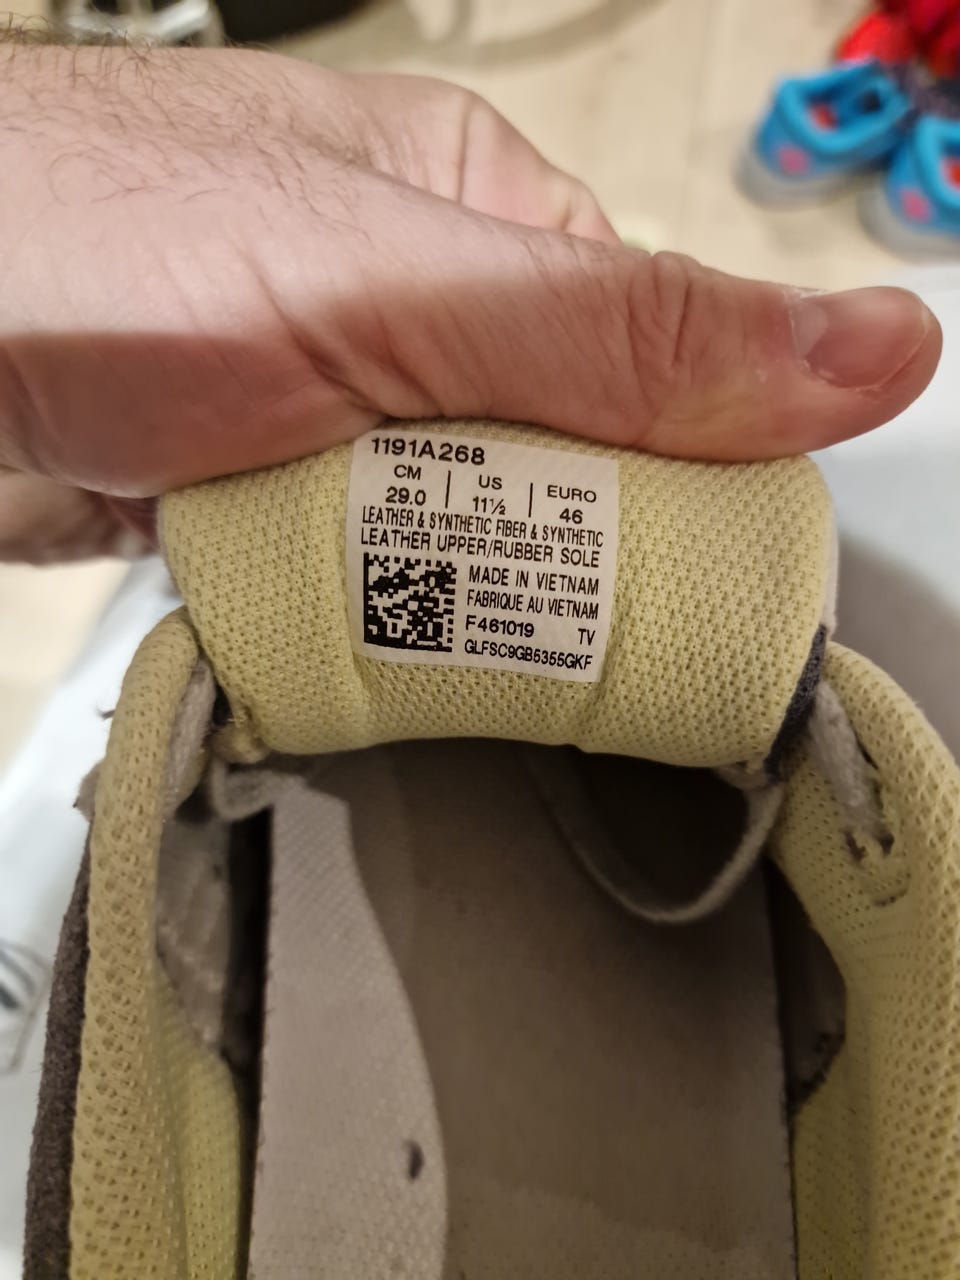 1191A268
CM | US | EURO
29.0 | 11½ | 46
LEATHER & SYNTHETIC FIBER & SYNTHETIC
LEATHER UPPER/RUBBER SOLE
MADE IN VIETNAM
FABRIQUE AU VIETNAM
F461019 TV
GLFSC9GB5355GKF